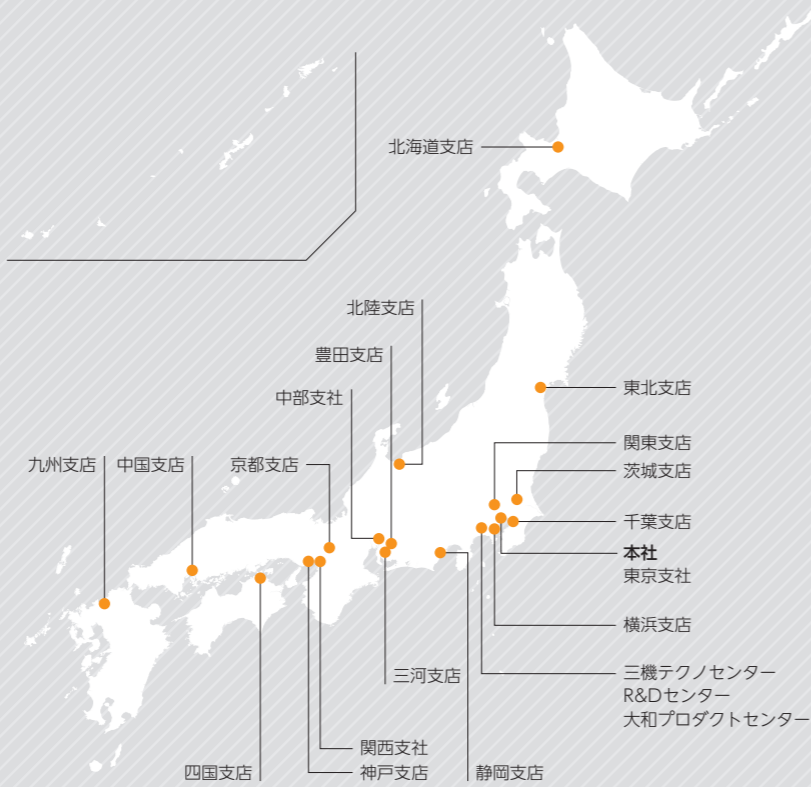 北海道支店
北陸支店
豊田支店
中部支社
東北支店
関東支店
九州支店
中国支店
京都支店
茨城支店
千葉支店
本社
東京支社
横浜支店
三河支店
三機テクノセンター
R&Dセンター
大和プロダクトセンター
関西支社
四国支店
神戸支店
静岡支店